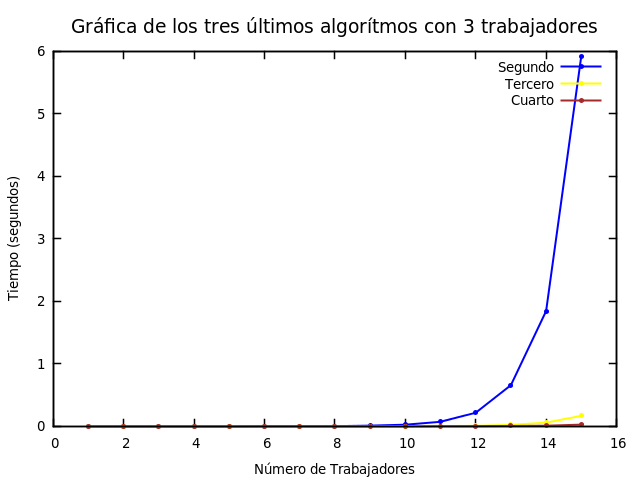 Gráfica de los tres últimos algorítmos con 3 trabajadores
Segundo
Tercero
Cuarto
Tiempo (segundos)
6
5
4
3
2
1
0
0 2 4 6 8 10 12 14 16
Número de Trabajadores